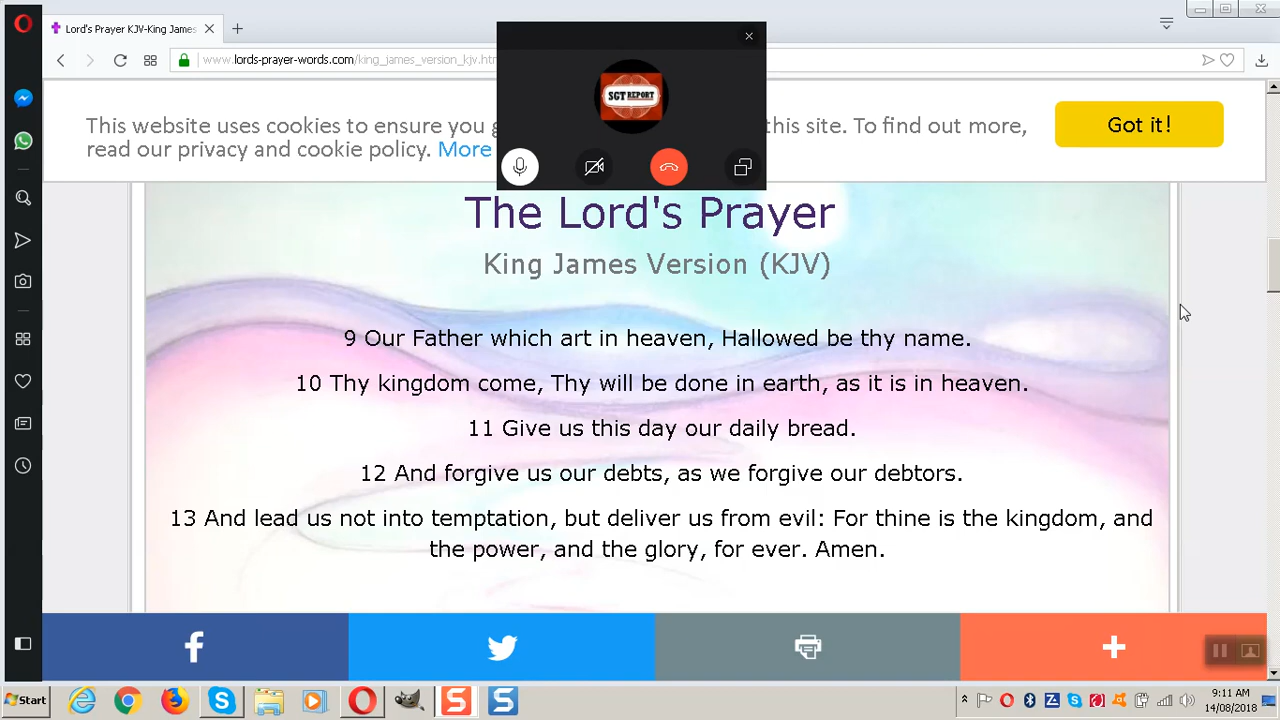 Lord's Prayer KJV-King James
www.lords-prayer-words.com/king_james_version_kjv.htm
SGT REPORT
This website uses cookies to ensure you g this site. To find out more,
read our privacy and cookie policy. More
Got it!
The Lord's Prayer
King James Version (KJV)
9 Our Father which art in heaven, Hallowed be thy name.
10 Thy kingdom come, Thy will be done in earth, as it is in heaven.
11 Give us this day our daily bread.
12 And forgive us our debts, as we forgive our debtors.
13 And lead us not into temptation, but deliver us from evil: For thine is the kingdom, and
the power, and the glory, for ever. Amen.
Start
9:11 AM
14/08/2018